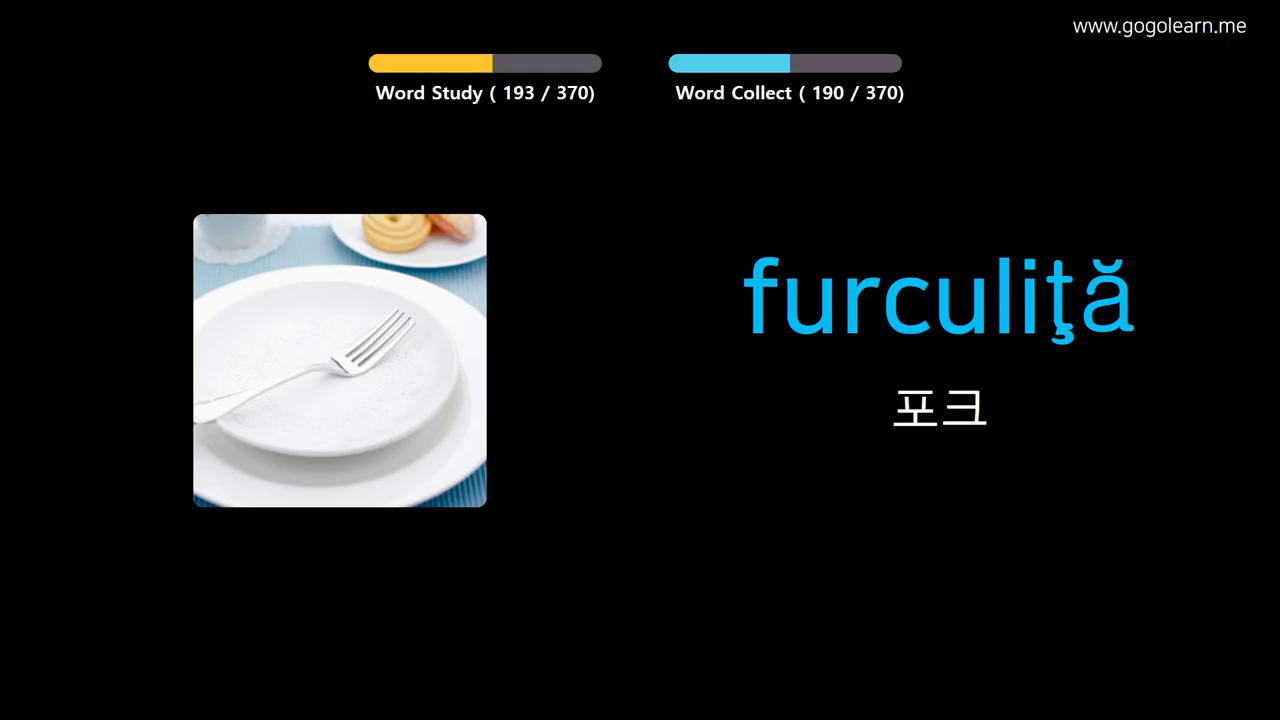 www.gogolearn.me
Word Study ( 193 / 370)
Word Collect ( 190 / 370)
furculiţă
포크